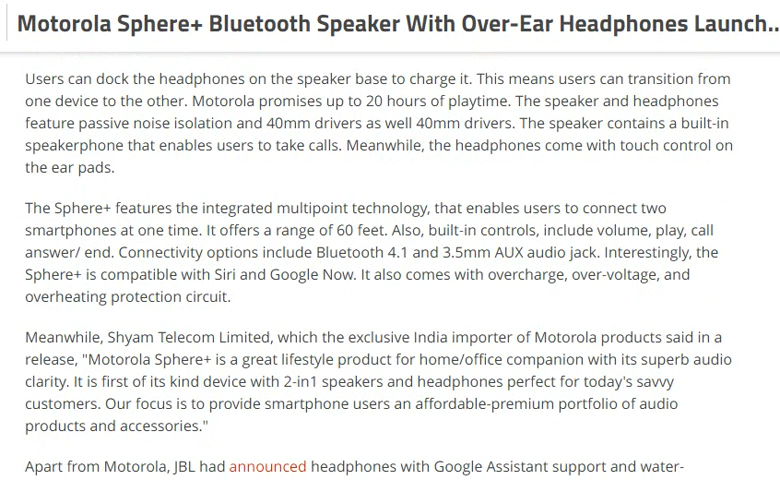 Motorola Sphere+ Bluetooth Speaker With Over-Ear Headphones Launch..
Users can dock the headphones on the speaker base to charge it. This means users can transition from
one device to the other. Motorola promises up to 20 hours of playtime. The speaker and headphones
feature passive noise isolation and 40mm drivers as well 40mm drivers. The speaker contains a built-in
speakerphone that enables users to take calls. Meanwhile, the headphones come with touch control on
the ear pads.
The Sphere+ features the integrated multipoint technology, that enables users to connect two
smartphones at one time. It offers a range of 60 feet. Also, built-in controls, include volume, play, call
answer/ end. Connectivity options include Bluetooth 4.1 and 3.5mm AUX audio jack. Interestingly, the
Sphere+ is compatible with Siri and Google Now. It also comes with overcharge, over-voltage, and
overheating protection circuit.
Meanwhile, Shyam Telecom Limited, which the exclusive India importer of Motorola products said in a
release, "Motorola Sphere+ is a great lifestyle product for home/office companion with its superb audio
clarity. It is first of its kind device with 2-in1 speakers and headphones perfect for today's savvy
customers. Our focus is to provide smartphone users an affordable-premium portfolio of audio
products and accessories."
Apart from Motorola, JBL had announced headphones with Google Assistant support and water-